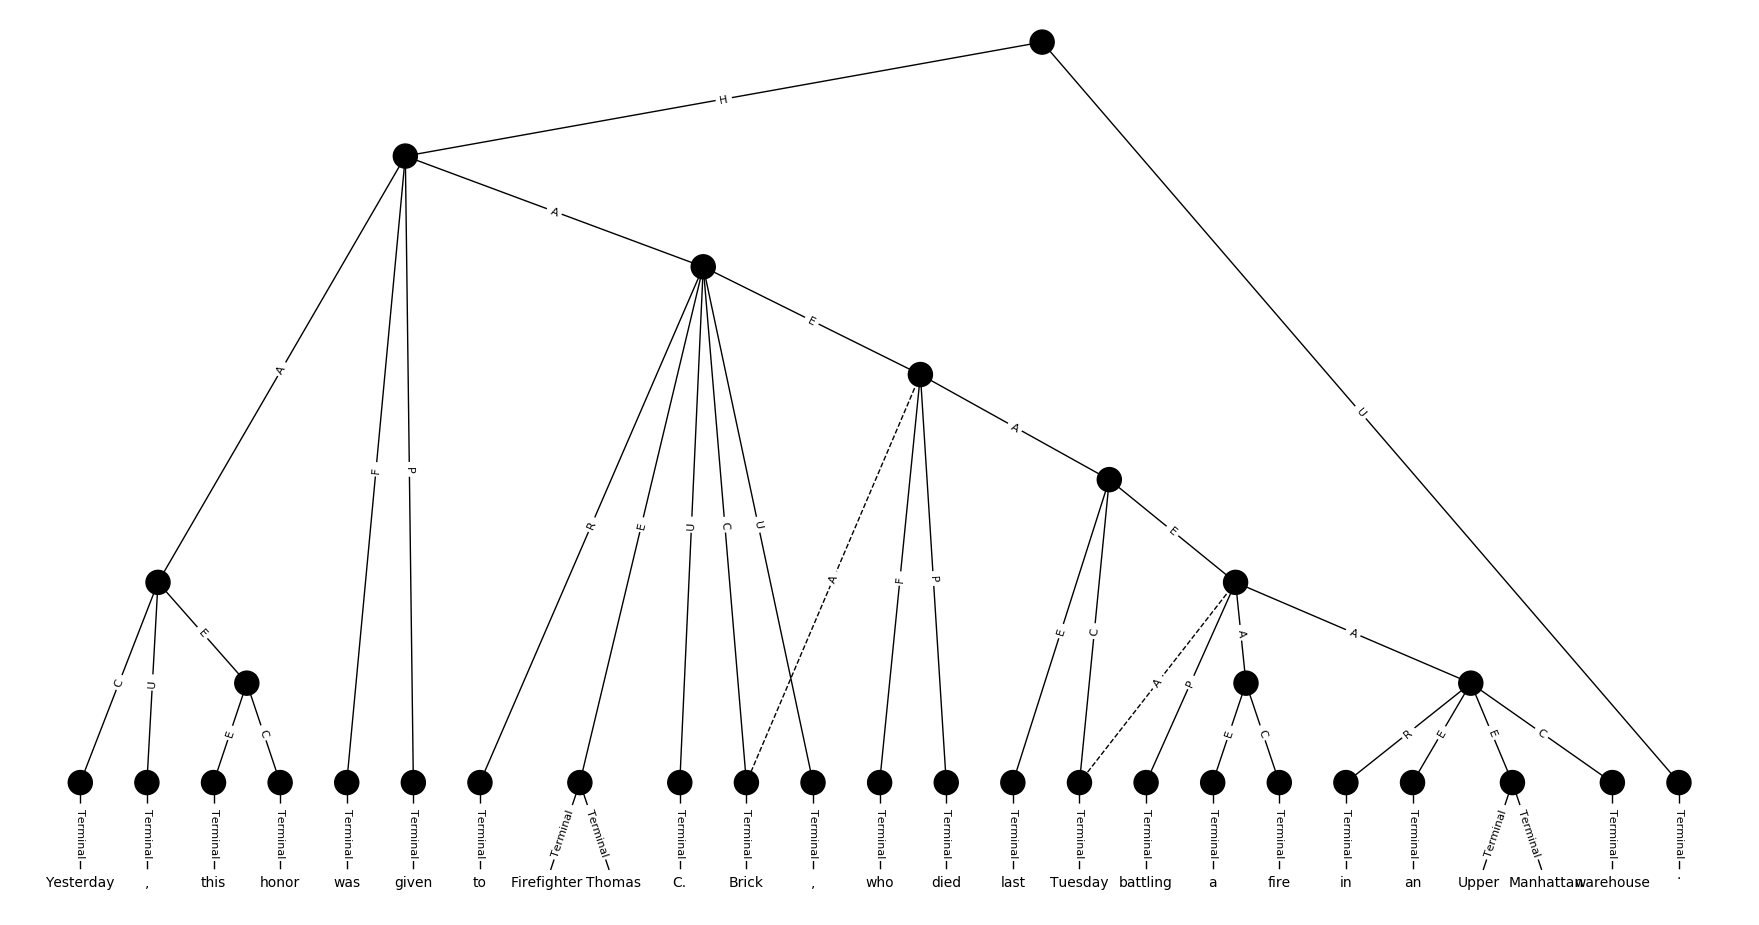 H
A
E
A
A
U
F P
R E U C U
A F P
E C E
C U E
A P A A
E C
E C
R E E C
Terminal Terminal Terminal Terminal Terminal Terminal Terminal Terminal Terminal Terminal Terminal Terminal Terminal Terminal Terminal Terminal Terminal Terminal Terminal Terminal Terminal Terminal Terminal Terminal Terminal
Yesterday , this honor was given to Firefighter Thomas C. Brick , who died last Tuesday battling a fire in an Upper Manhattan warehouse .